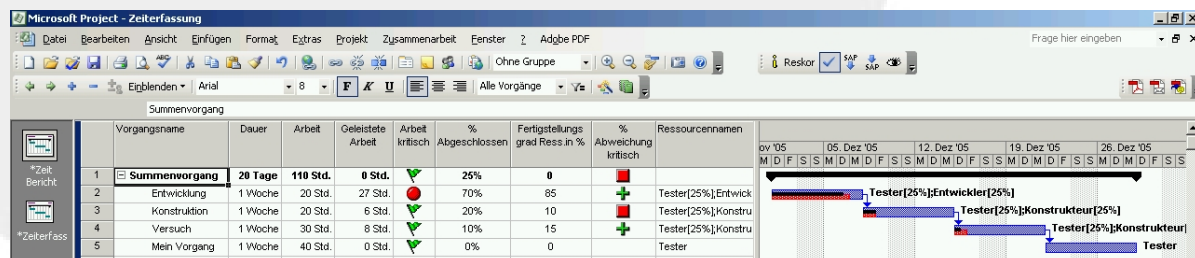 Microsoft Project - Zeiterfassung
Datei Bearbeiten Ansicht Einfügen Format Extras Projekt Zusammenarbeit Fenster ? Adobe PDF Frage hier eingeben
Ohne Gruppe Reskor SAP SAP
Einblenden Arial 8 F K U Alle Vorgänge
Summenvorgang
Vorgangsname Dauer Arbeit Geleistete Arbeit Arbeit kritisch % Abgeschlossen Fertigstellungs grad Ress.in % % Abweichung kritisch Ressourcennamen
ov '05 05. Dez '05 12. Dez '05 19. Dez '05 26. Dez '05
M D F S S M D M D F S S M D M D F S S M D M D F S S M D M D F S S
*Zeit Bericht
*Zeiterfass
1 Summenvorgang 20 Tage 110 Std. 0 Std. 25% 0
2 Entwicklung 1 Woche 20 Std. 27 Std. 70% 85 Tester[25%];Entwick Tester[25%];Entwickler[25%]
3 Konstruktion 1 Woche 20 Std. 6 Std. 20% 10 Tester[25%];Konstru Tester[25%];Konstrukteur[25%]
4 Versuch 1 Woche 30 Std. 8 Std. 10% 15 Tester[25%];Konstru Tester[25%];Konstrukteur[
5 Mein Vorgang 1 Woche 40 Std. 0 Std. 0% 0 Tester Tester